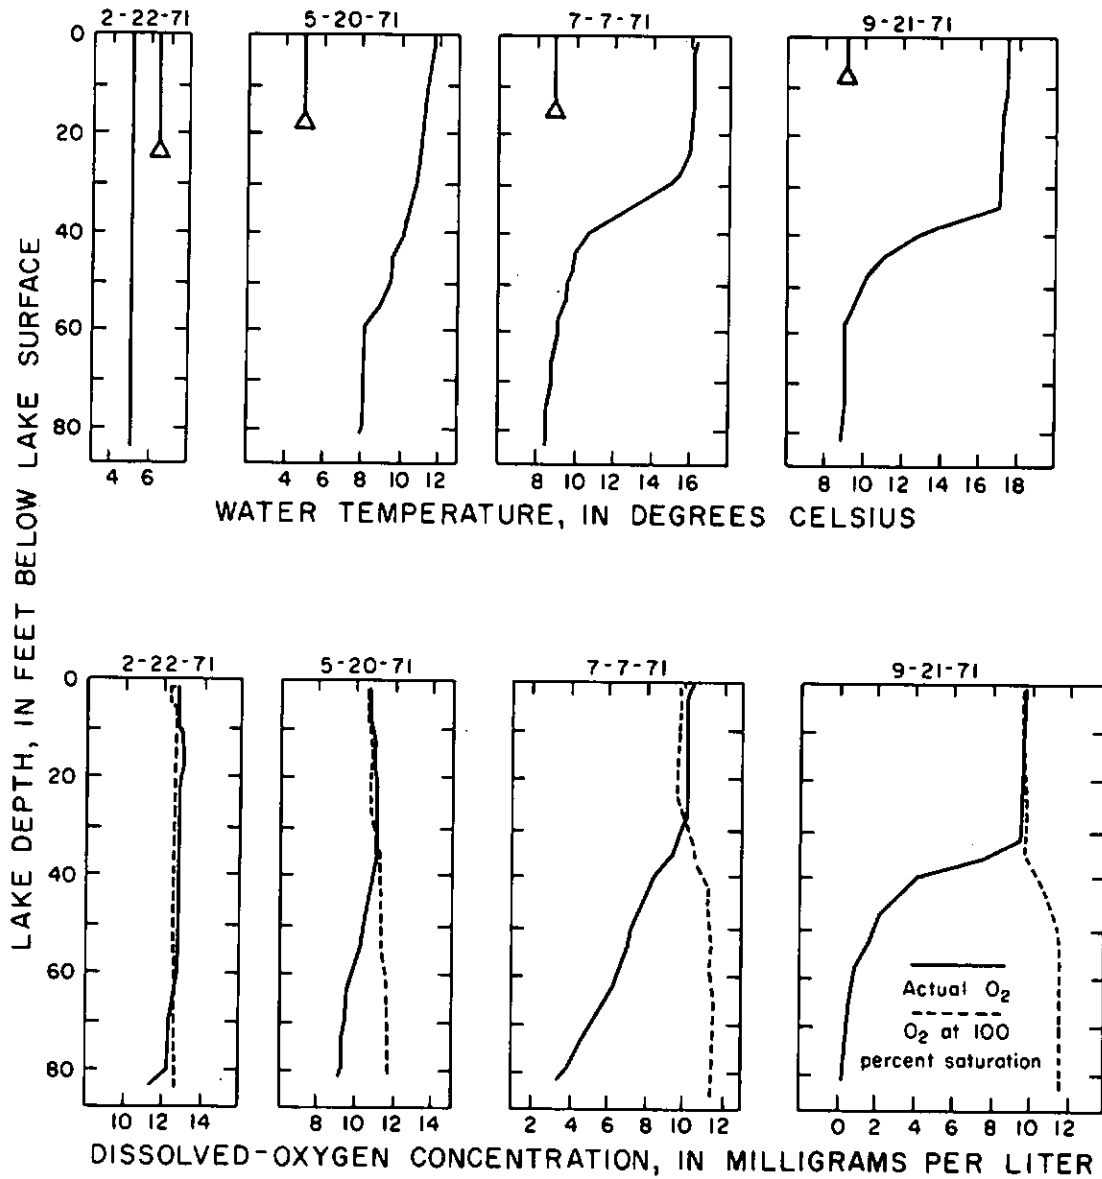 2-22-71 5-20-71 7-7-71 9-21-71
0
20
40
60
80
4 6 4 6 8 10 12 8 10 12 14 16 8 10 12 14 16 18
WATER TEMPERATURE, IN DEGREES CELSIUS
LAKE DEPTH, IN FEET BELOW LAKE SURFACE
2-22-71 5-20-71 7-7-71 9-21-71
0
20
40
60
80
Actual O2
O2 at 100
percent saturation
10 12 14 8 10 12 14 2 4 6 8 10 12 0 2 4 6 8 10 12
DISSOLVED-OXYGEN CONCENTRATION, IN MILLIGRAMS PER LITER